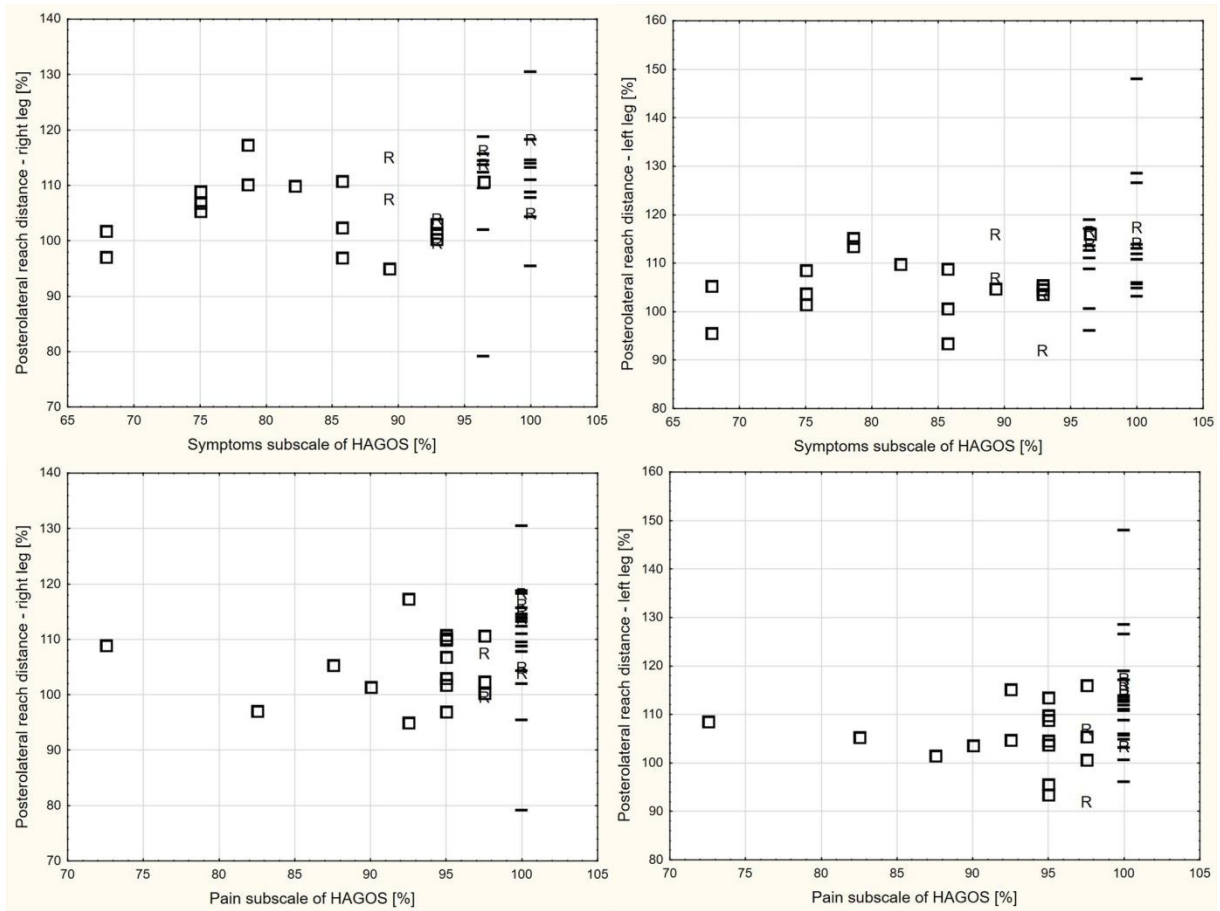 Posterolateral reach distance - right leg [%]
140
130
120
110
100
90
80
70
65 70 75 80 85 90 95 100 105
Symptoms subscale of HAGOS [%]
R R R R R R R R
Posterolateral reach distance - left leg [%]
160
150
140
130
120
110
100
90
80
65 70 75 80 85 90 95 100 105
Symptoms subscale of HAGOS [%]
R R R R R R R R
Posterolateral reach distance - right leg [%]
140
130
120
110
100
90
80
70
70 75 80 85 90 95 100 105
Pain subscale of HAGOS [%]
R R R R R R
Posterolateral reach distance - left leg [%]
160
150
140
130
120
110
100
90
80
70 75 80 85 90 95 100 105
Pain subscale of HAGOS [%]
R R R R R